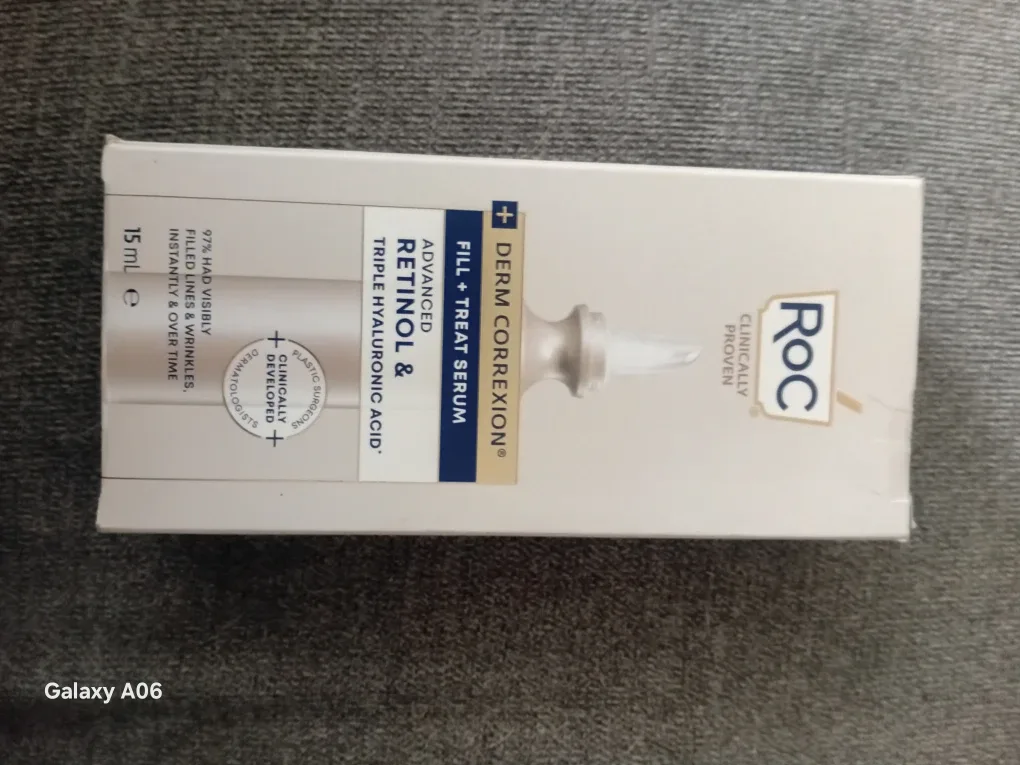 RoC®
CLINICALLY
PROVEN
+ DERM CORREXION®
FILL + TREAT SERUM
ADVANCED
RETINOL &
TRIPLE HYALURONIC ACID*
PLASTIC SURGEONS
+ CLINICALLY
DEVELOPED +
DERMATOLOGISTS
97% HAD VISIBLY
FILLED LINES & WRINKLES,
INSTANTLY & OVER TIME
15 mL ℮
Galaxy A06